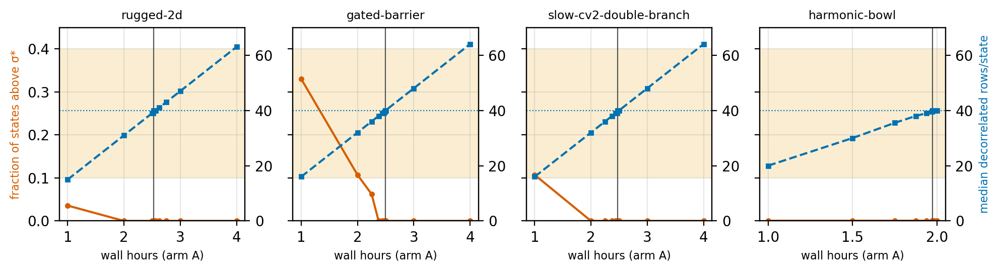 rugged-2d
gated-barrier
slow-cv2-double-branch
harmonic-bowl
fraction of states above σ*
0.4
0.3
0.2
0.1
0.0
60
40
20
0
60
40
20
0
60
40
20
0
60
40
20
0
median decorrelated rows/state
1 2 3 4
1 2 3 4
1 2 3 4
1.0 1.5 2.0
wall hours (arm A)
wall hours (arm A)
wall hours (arm A)
wall hours (arm A)